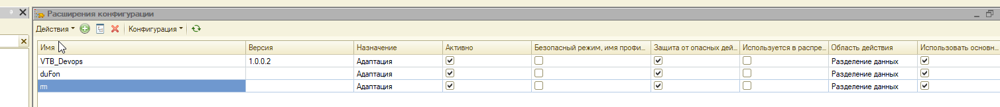 Расширения конфигурации
Действия Конфигурация
Имя Версия Назначение Активно Безопасный режим, имя профи... Защита от опасных дей... Используется в распре... Область действия Использовать основн...
VTB_Devops 1.0.0.2 Адаптация Разделение данных
duFon Адаптация Разделение данных
rm Адаптация Разделение данных